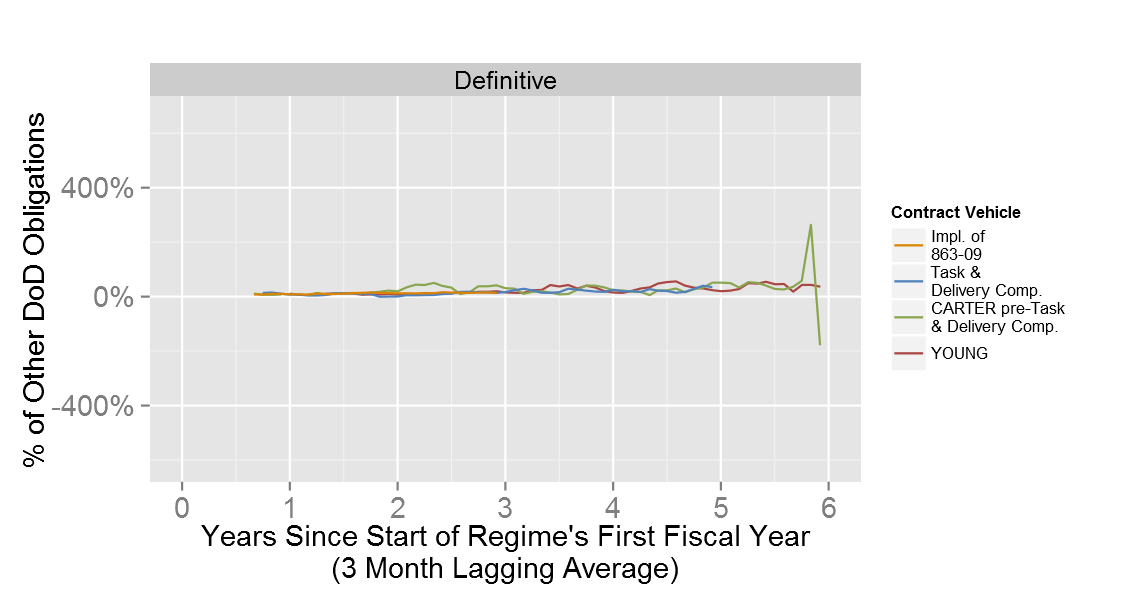 Definitive
% of Other DoD Obligations
400%
0%
-400%
0 1 2 3 4 5 6
Years Since Start of Regime's First Fiscal Year
(3 Month Lagging Average)
Contract Vehicle
Impl. of
863-09
Task &
Delivery Comp.
CARTER pre-Task
& Delivery Comp.
YOUNG